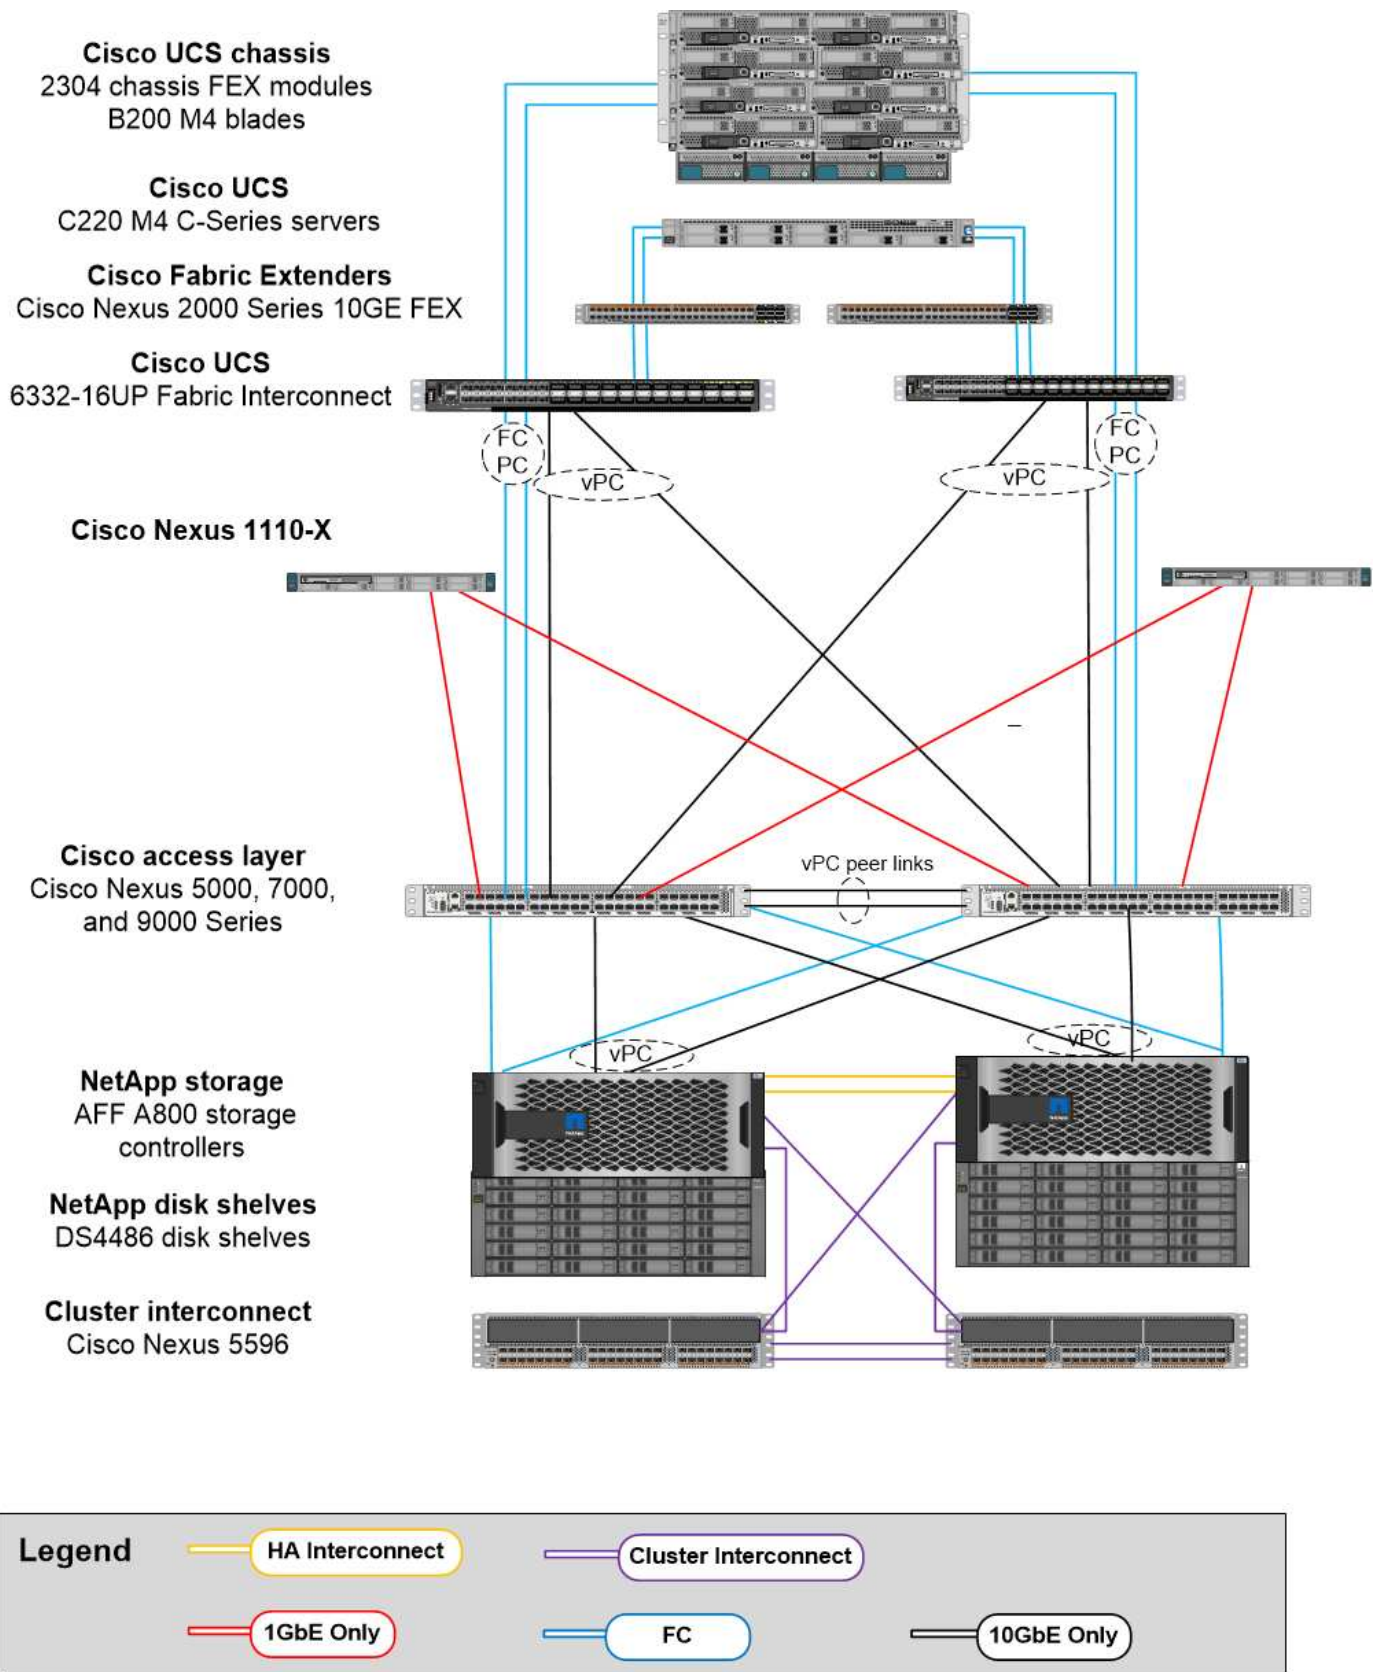 Cisco UCS chassis
2304 chassis FEX modules
B200 M4 blades
Cisco UCS
C220 M4 C-Series servers
Cisco Fabric Extenders
Cisco Nexus 2000 Series 10GE FEX
Cisco UCS
6332-16UP Fabric Interconnect
FC
PC
vPC
vPC
FC
PC
Cisco Nexus 1110-X
vPC peer links
Cisco access layer
Cisco Nexus 5000, 7000,
and 9000 Series
vPC
vPC
NetApp storage
AFF A800 storage
controllers
NetApp disk shelves
DS4486 disk shelves
Cluster interconnect
Cisco Nexus 5596
Legend
HA Interconnect
Cluster Interconnect
1GbE Only
FC
10GbE Only